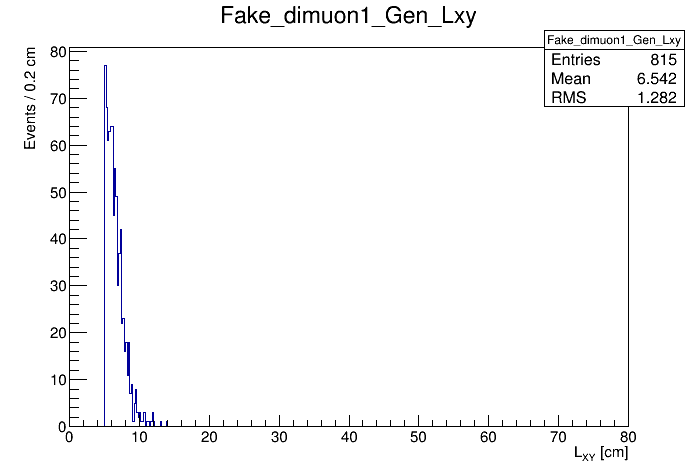 Fake_dimuon1_Gen_Lxy
Fake_dimuon1_Gen_Lxy
Entries 815
Mean 6.542
RMS 1.282
Events / 0.2 cm
80
70
60
50
40
30
20
10
0
0 10 20 30 40 50 60 70 80
L_XY [cm]